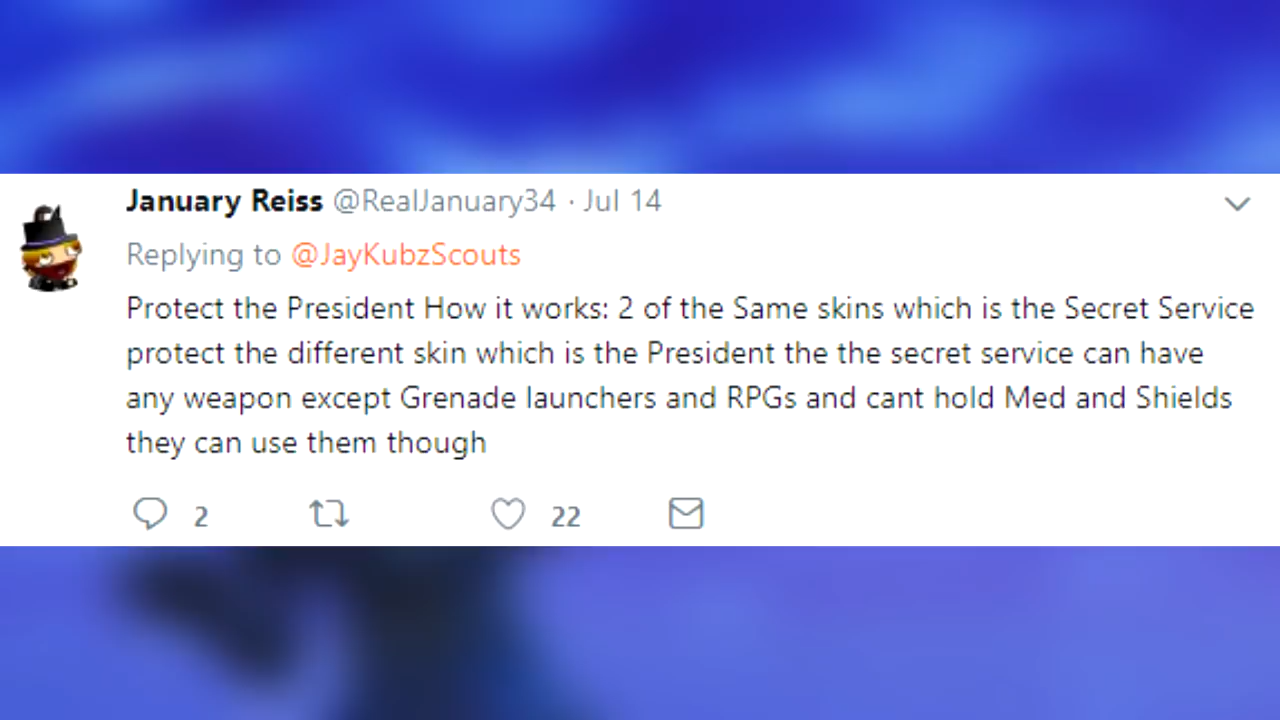 January Reiss @RealJanuary34 · Jul 14
Replying to @JayKubzScouts
Protect the President How it works: 2 of the Same skins which is the Secret Service
protect the different skin which is the President the the secret service can have
any weapon except Grenade launchers and RPGs and cant hold Med and Shields
they can use them though
2 22